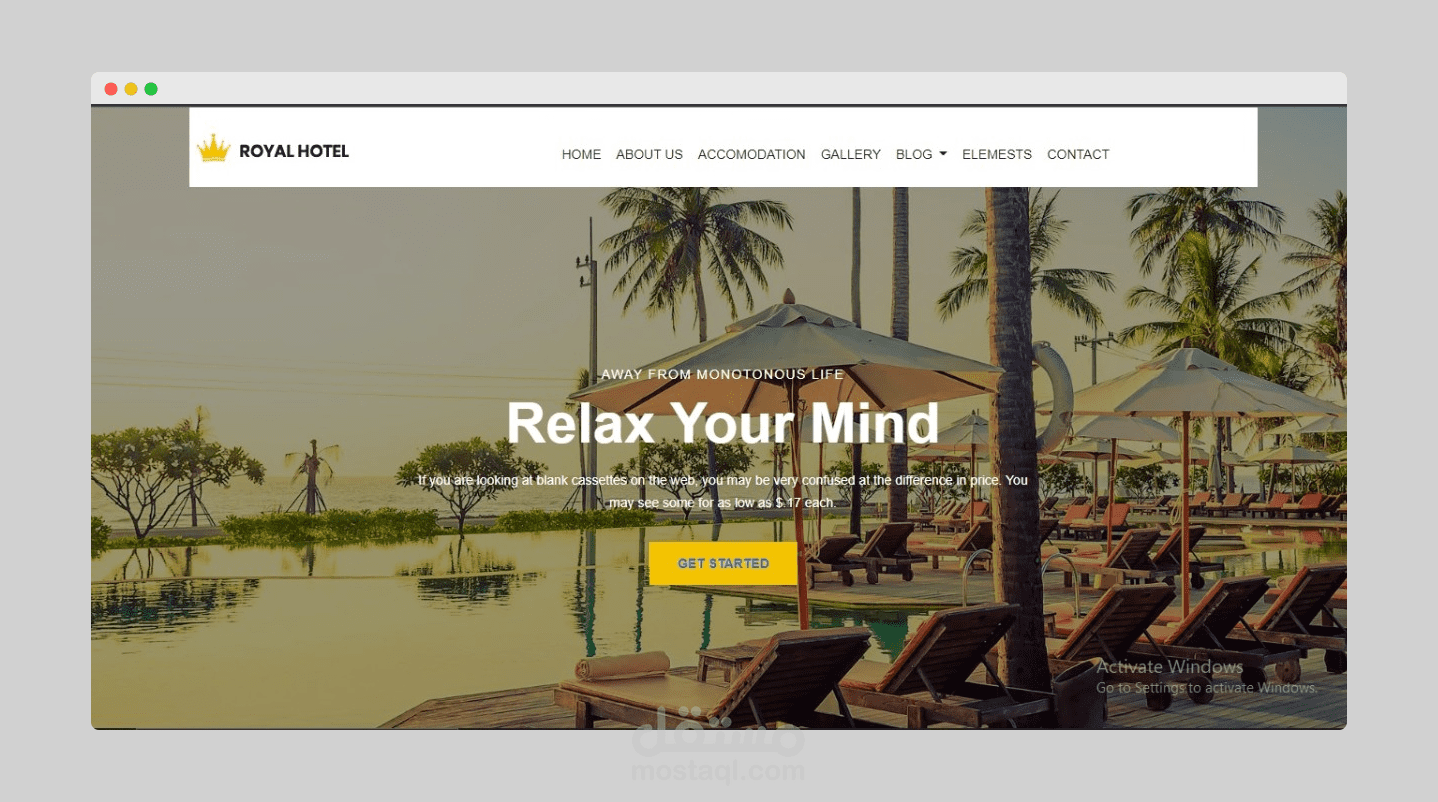 ROYAL HOTEL
HOME ABOUT US ACCOMODATION GALLERY BLOG ELEMESTS CONTACT
AWAY FROM MONOTONOUS LIFE
Relax Your Mind
If you are looking at blank cassettes on the web, you may be very confused at the difference in price. You
may see some for as low as $.17 each.
GET STARTED
Activate Windows
Go to Settings to activate Windows.
مستقل
mostaql.com